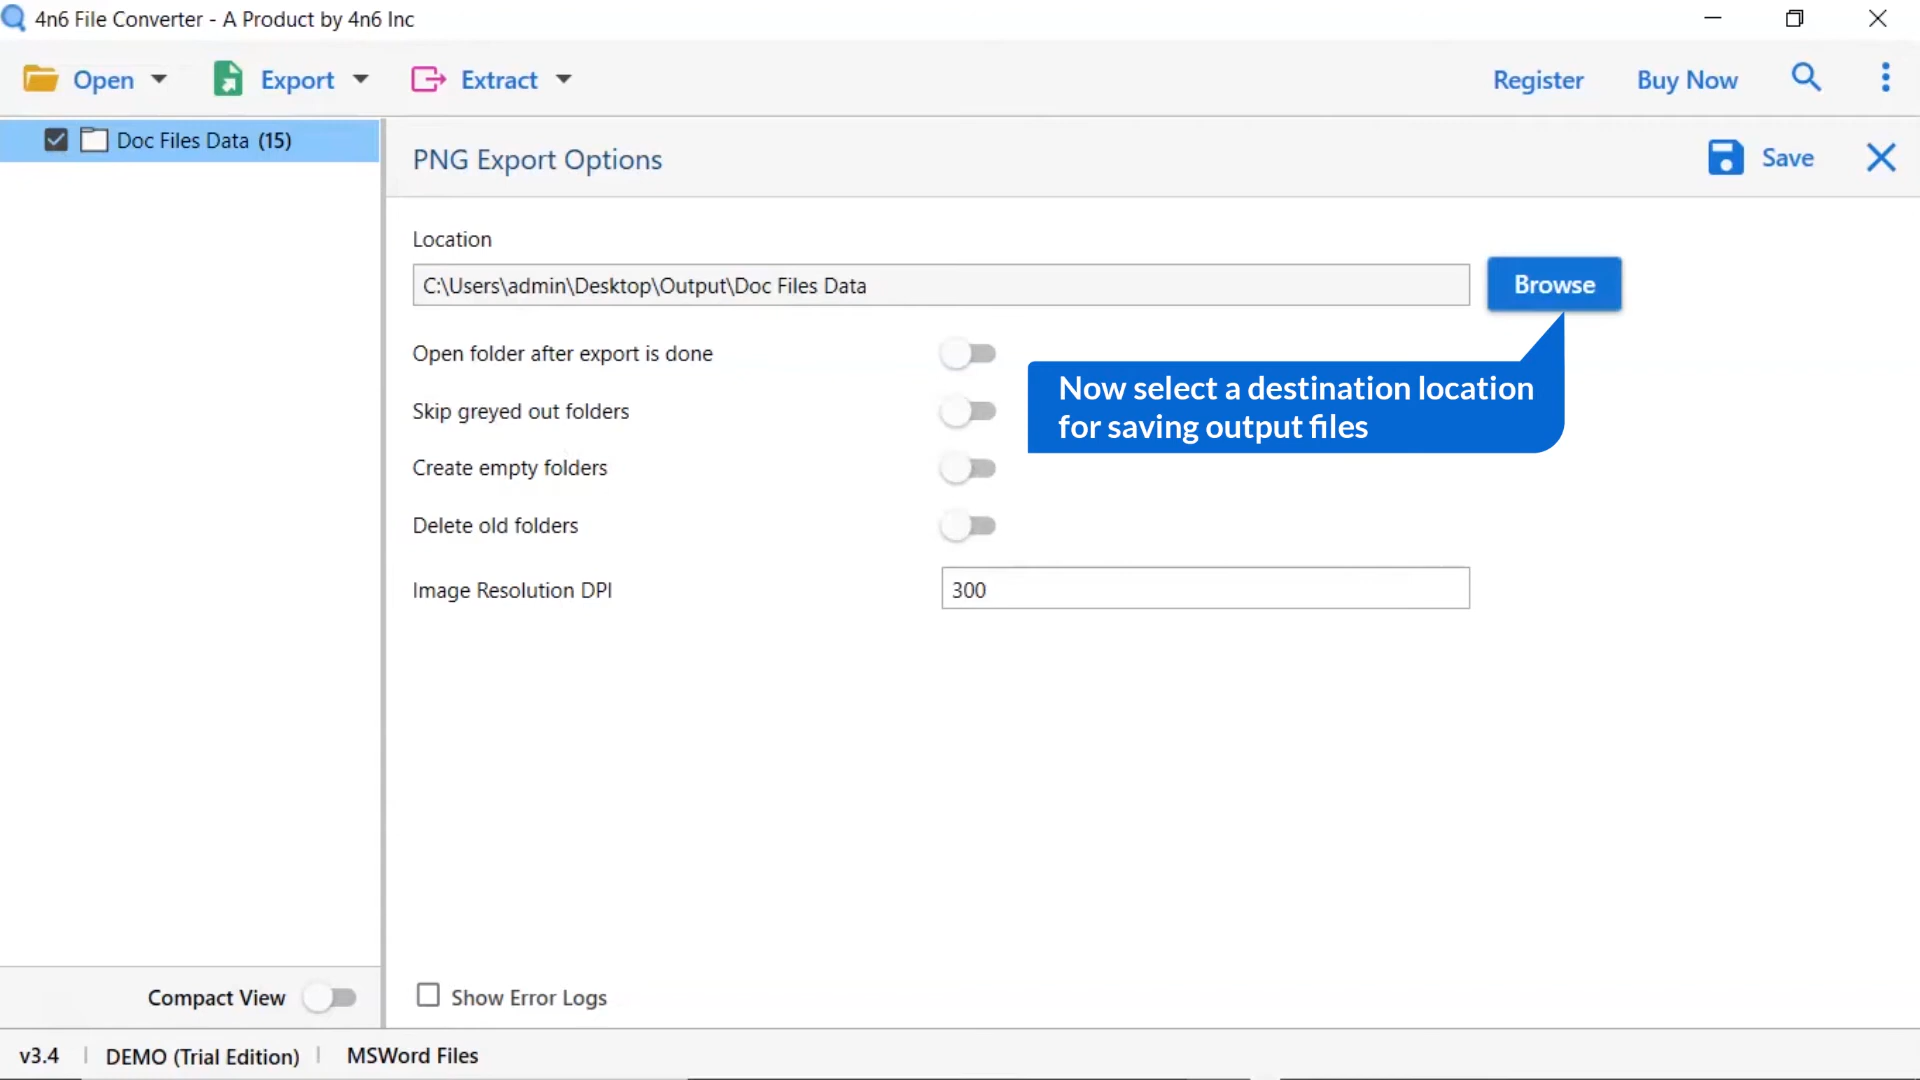 4n6 File Converter - A Product by 4n6 Inc
Open Export Extract Register Buy Now
Doc Files Data (15)
PNG Export Options
Save
Location
C:\Users\admin\Desktop\Output\Doc Files Data
Browse
Open folder after export is done
Now select a destination location
for saving output files
Skip greyed out folders
Create empty folders
Delete old folders
Image Resolution DPI
300
Compact View
Show Error Logs
v3.4 | DEMO (Trial Edition) | MSWord Files